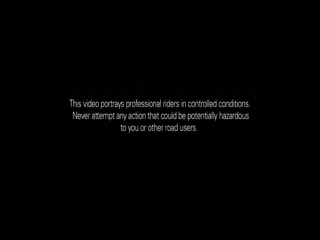 This video portrays professional riders in controlled conditions.
Never attempt any action that could be potentially hazardous
to you or other road users.